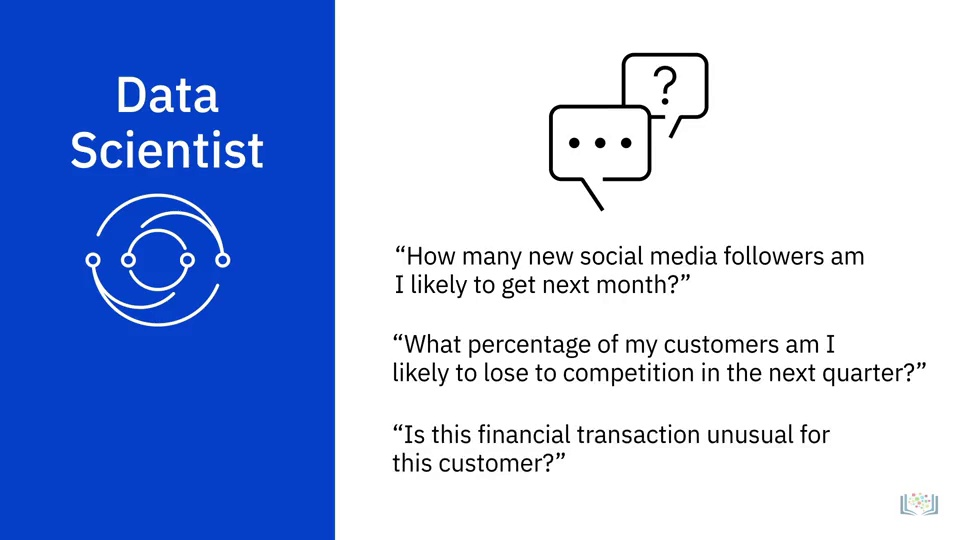 Data
Scientist
?
“How many new social media followers am
I likely to get next month?”
“What percentage of my customers am I
likely to lose to competition in the next quarter?”
“Is this financial transaction unusual for
this customer?”